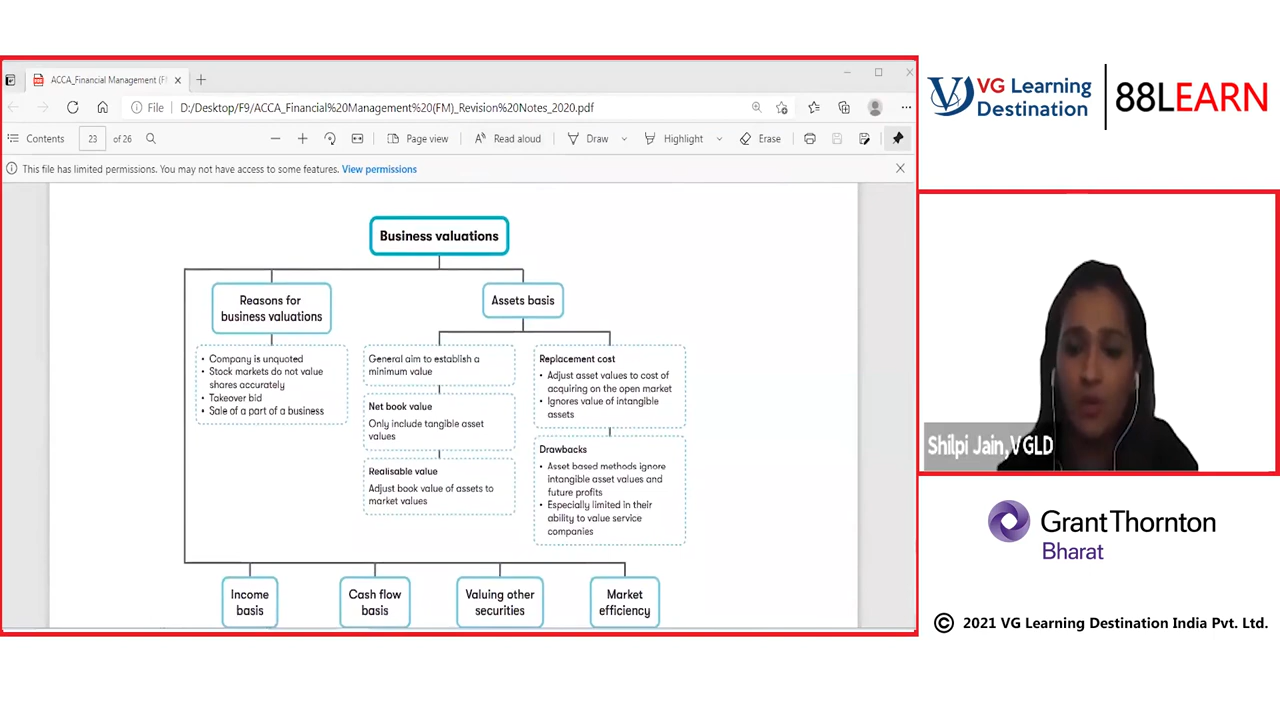 ACCA_Financial Management (F
File
D:/Desktop/F9/ACCA_Financial%20Management%20(FM)_Revision%20Notes_2020.pdf
Contents
23
of 26
Page view
Read aloud
Draw
Highlight
Erase
This file has limited permissions. You may not have access to some features. View permissions
Business valuations
Reasons for
business valuations
• Company is unquoted
• Stock markets do not value
shares accurately
• Takeover bid
• Sale of a part of a business
Assets basis
General aim to establish a
minimum value
Net book value
Only include tangible asset
values
Realisable value
Adjust book value of assets to
market values
Replacement cost
• Adjust asset values to cost of
acquiring on the open market
• Ignores value of intangible
assets
Drawbacks
• Asset based methods ignore
intangible asset values and
future profits
• Especially limited in their
ability to value service
companies
Income
basis
Cash flow
basis
Valuing other
securities
Market
efficiency
VG Learning
Destination
88LEARN
Shilpi Jain, VGLD
Grant Thornton
Bharat
© 2021 VG Learning Destination India Pvt. Ltd.